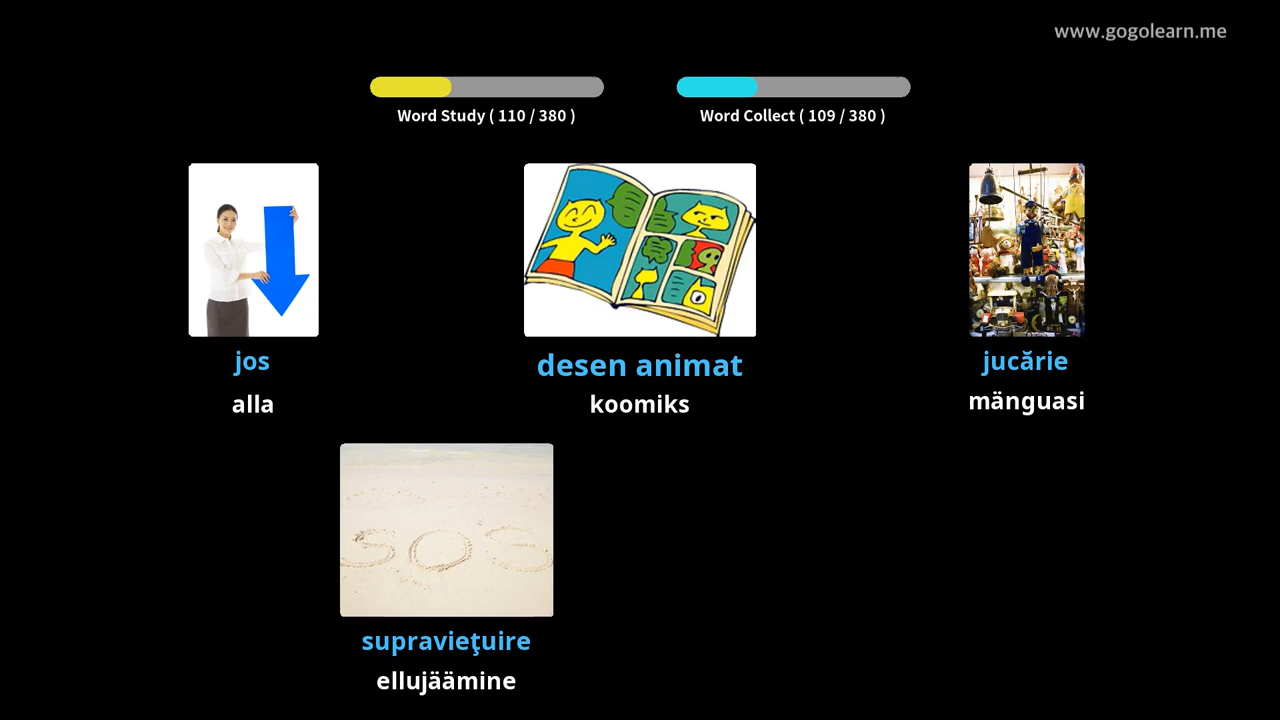 www.gogolearn.me
Word Study ( 110 / 380 )
Word Collect ( 109 / 380 )
jos
desen animat
jucărie
alla
koomiks
mänguasi
SOS
supravieţuire
ellujäämine